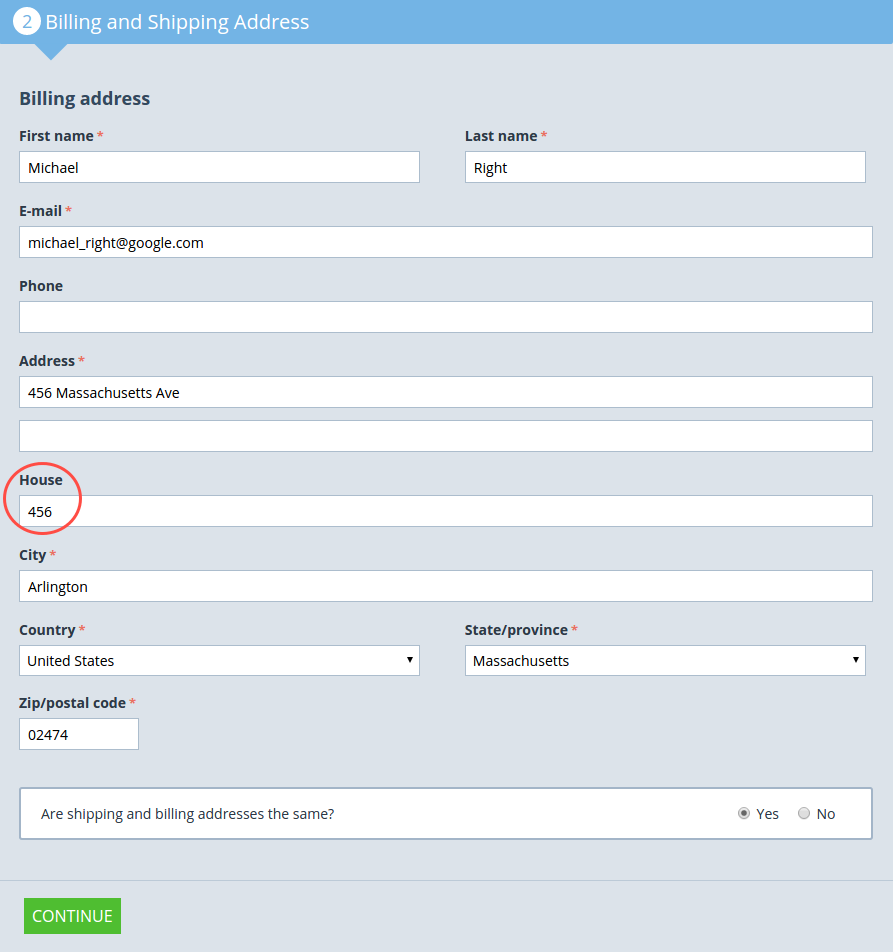 2 Billing and Shipping Address
Billing address
First name * Last name *
Michael Right
E-mail *
michael_right@google.com
Phone
Address *
456 Massachusetts Ave
House
456
City *
Arlington
Country * State/province *
United States Massachusetts
Zip/postal code *
02474
Are shipping and billing addresses the same? Yes No
CONTINUE